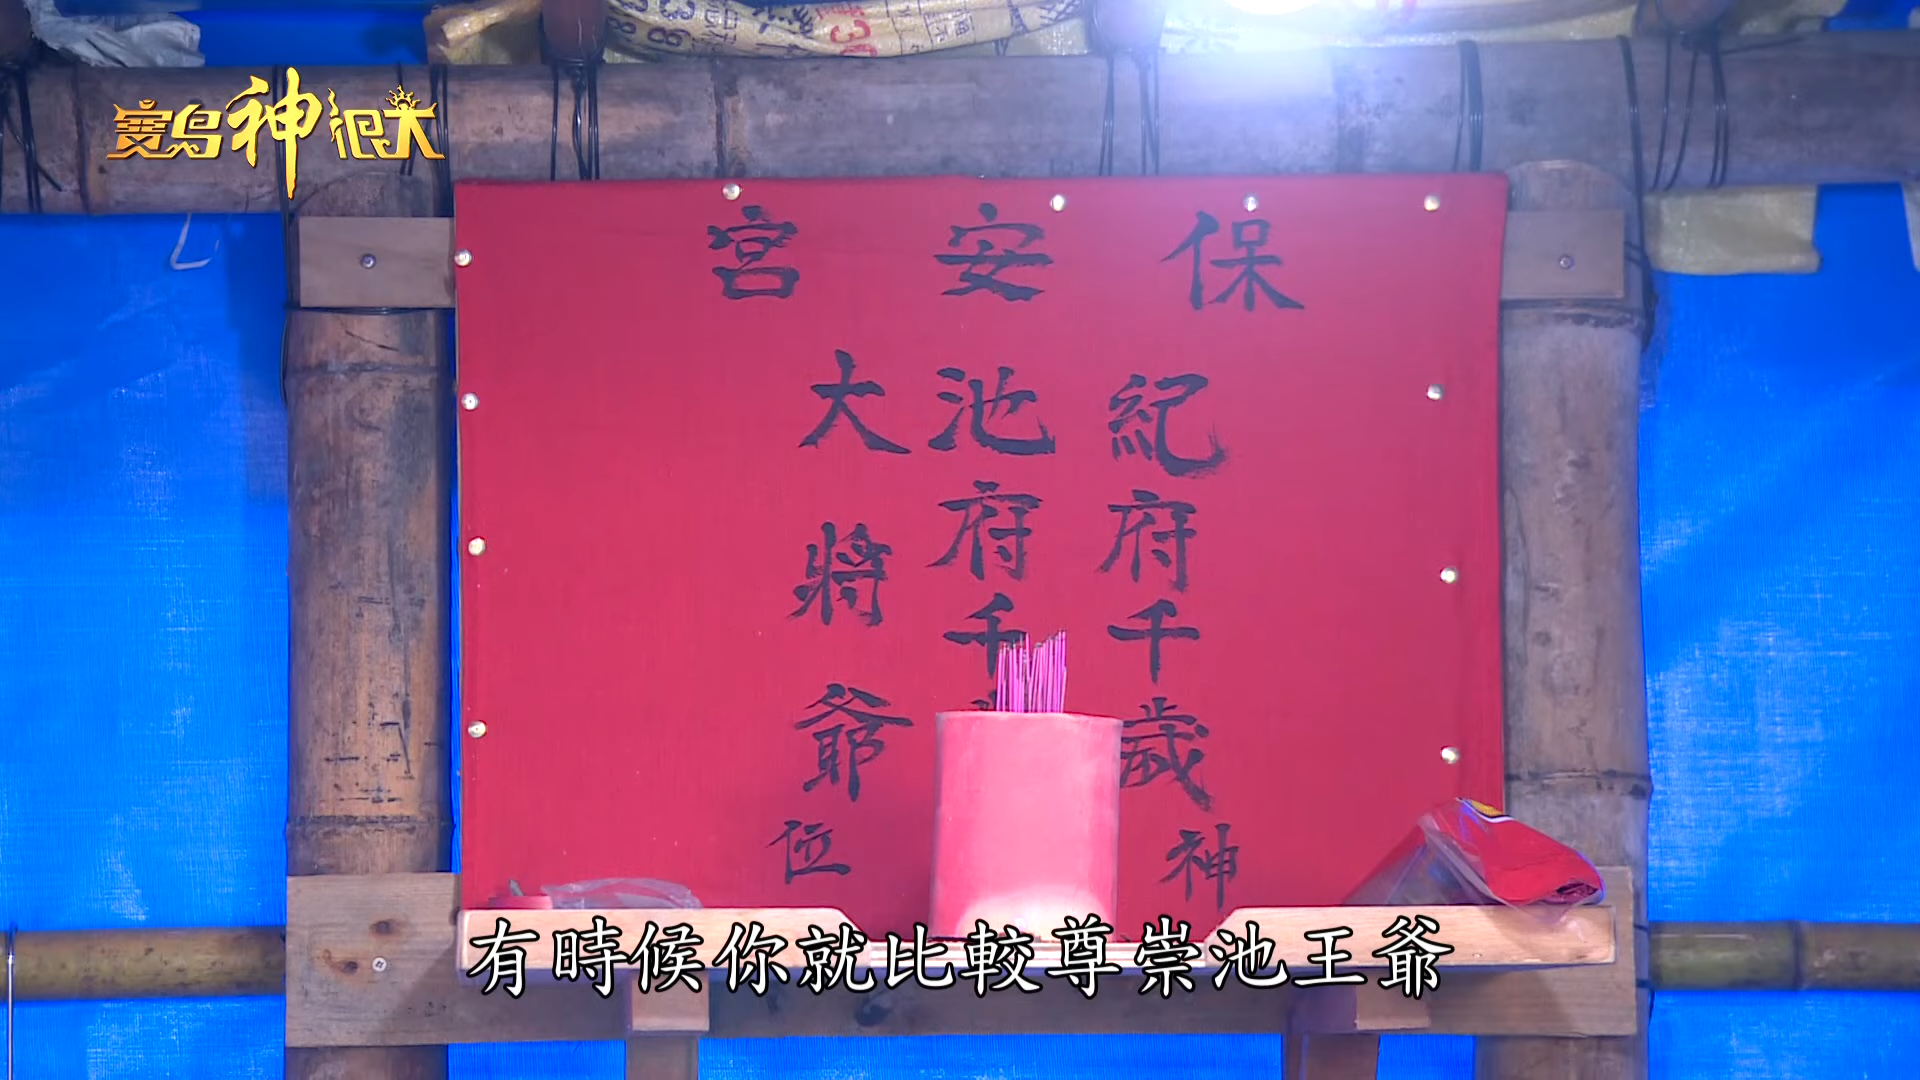 寶島神很大
保安宮
紀府千歲
池府千
大將爺
神位
有時候你就比較尊崇池王爺